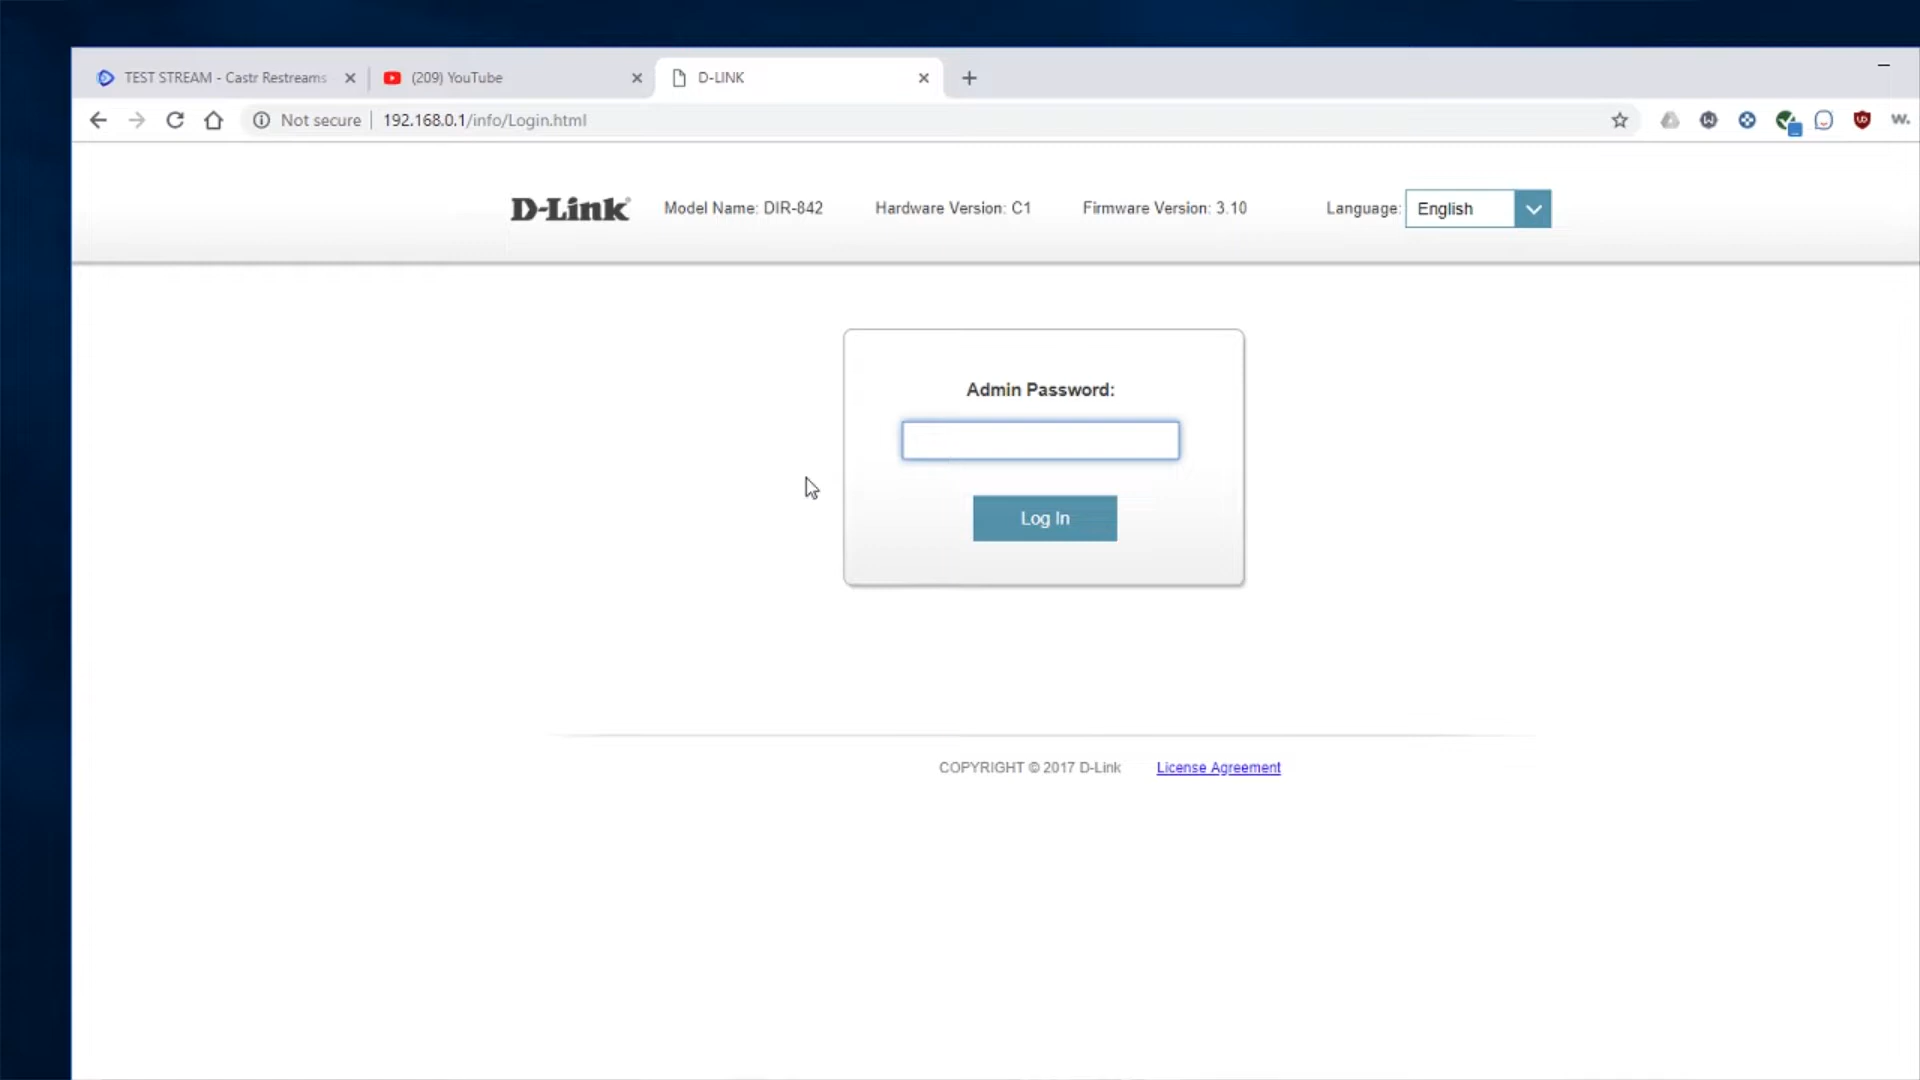 TEST STREAM - Castr Restreams
(209) YouTube
D-LINK
Not secure
192.168.0.1/info/Login.html
W.
D-Link
Model Name: DIR-842
Hardware Version: C1
Firmware Version: 3.10
Language:
English
Admin Password:
Log In
COPYRIGHT © 2017 D-Link
License Agreement